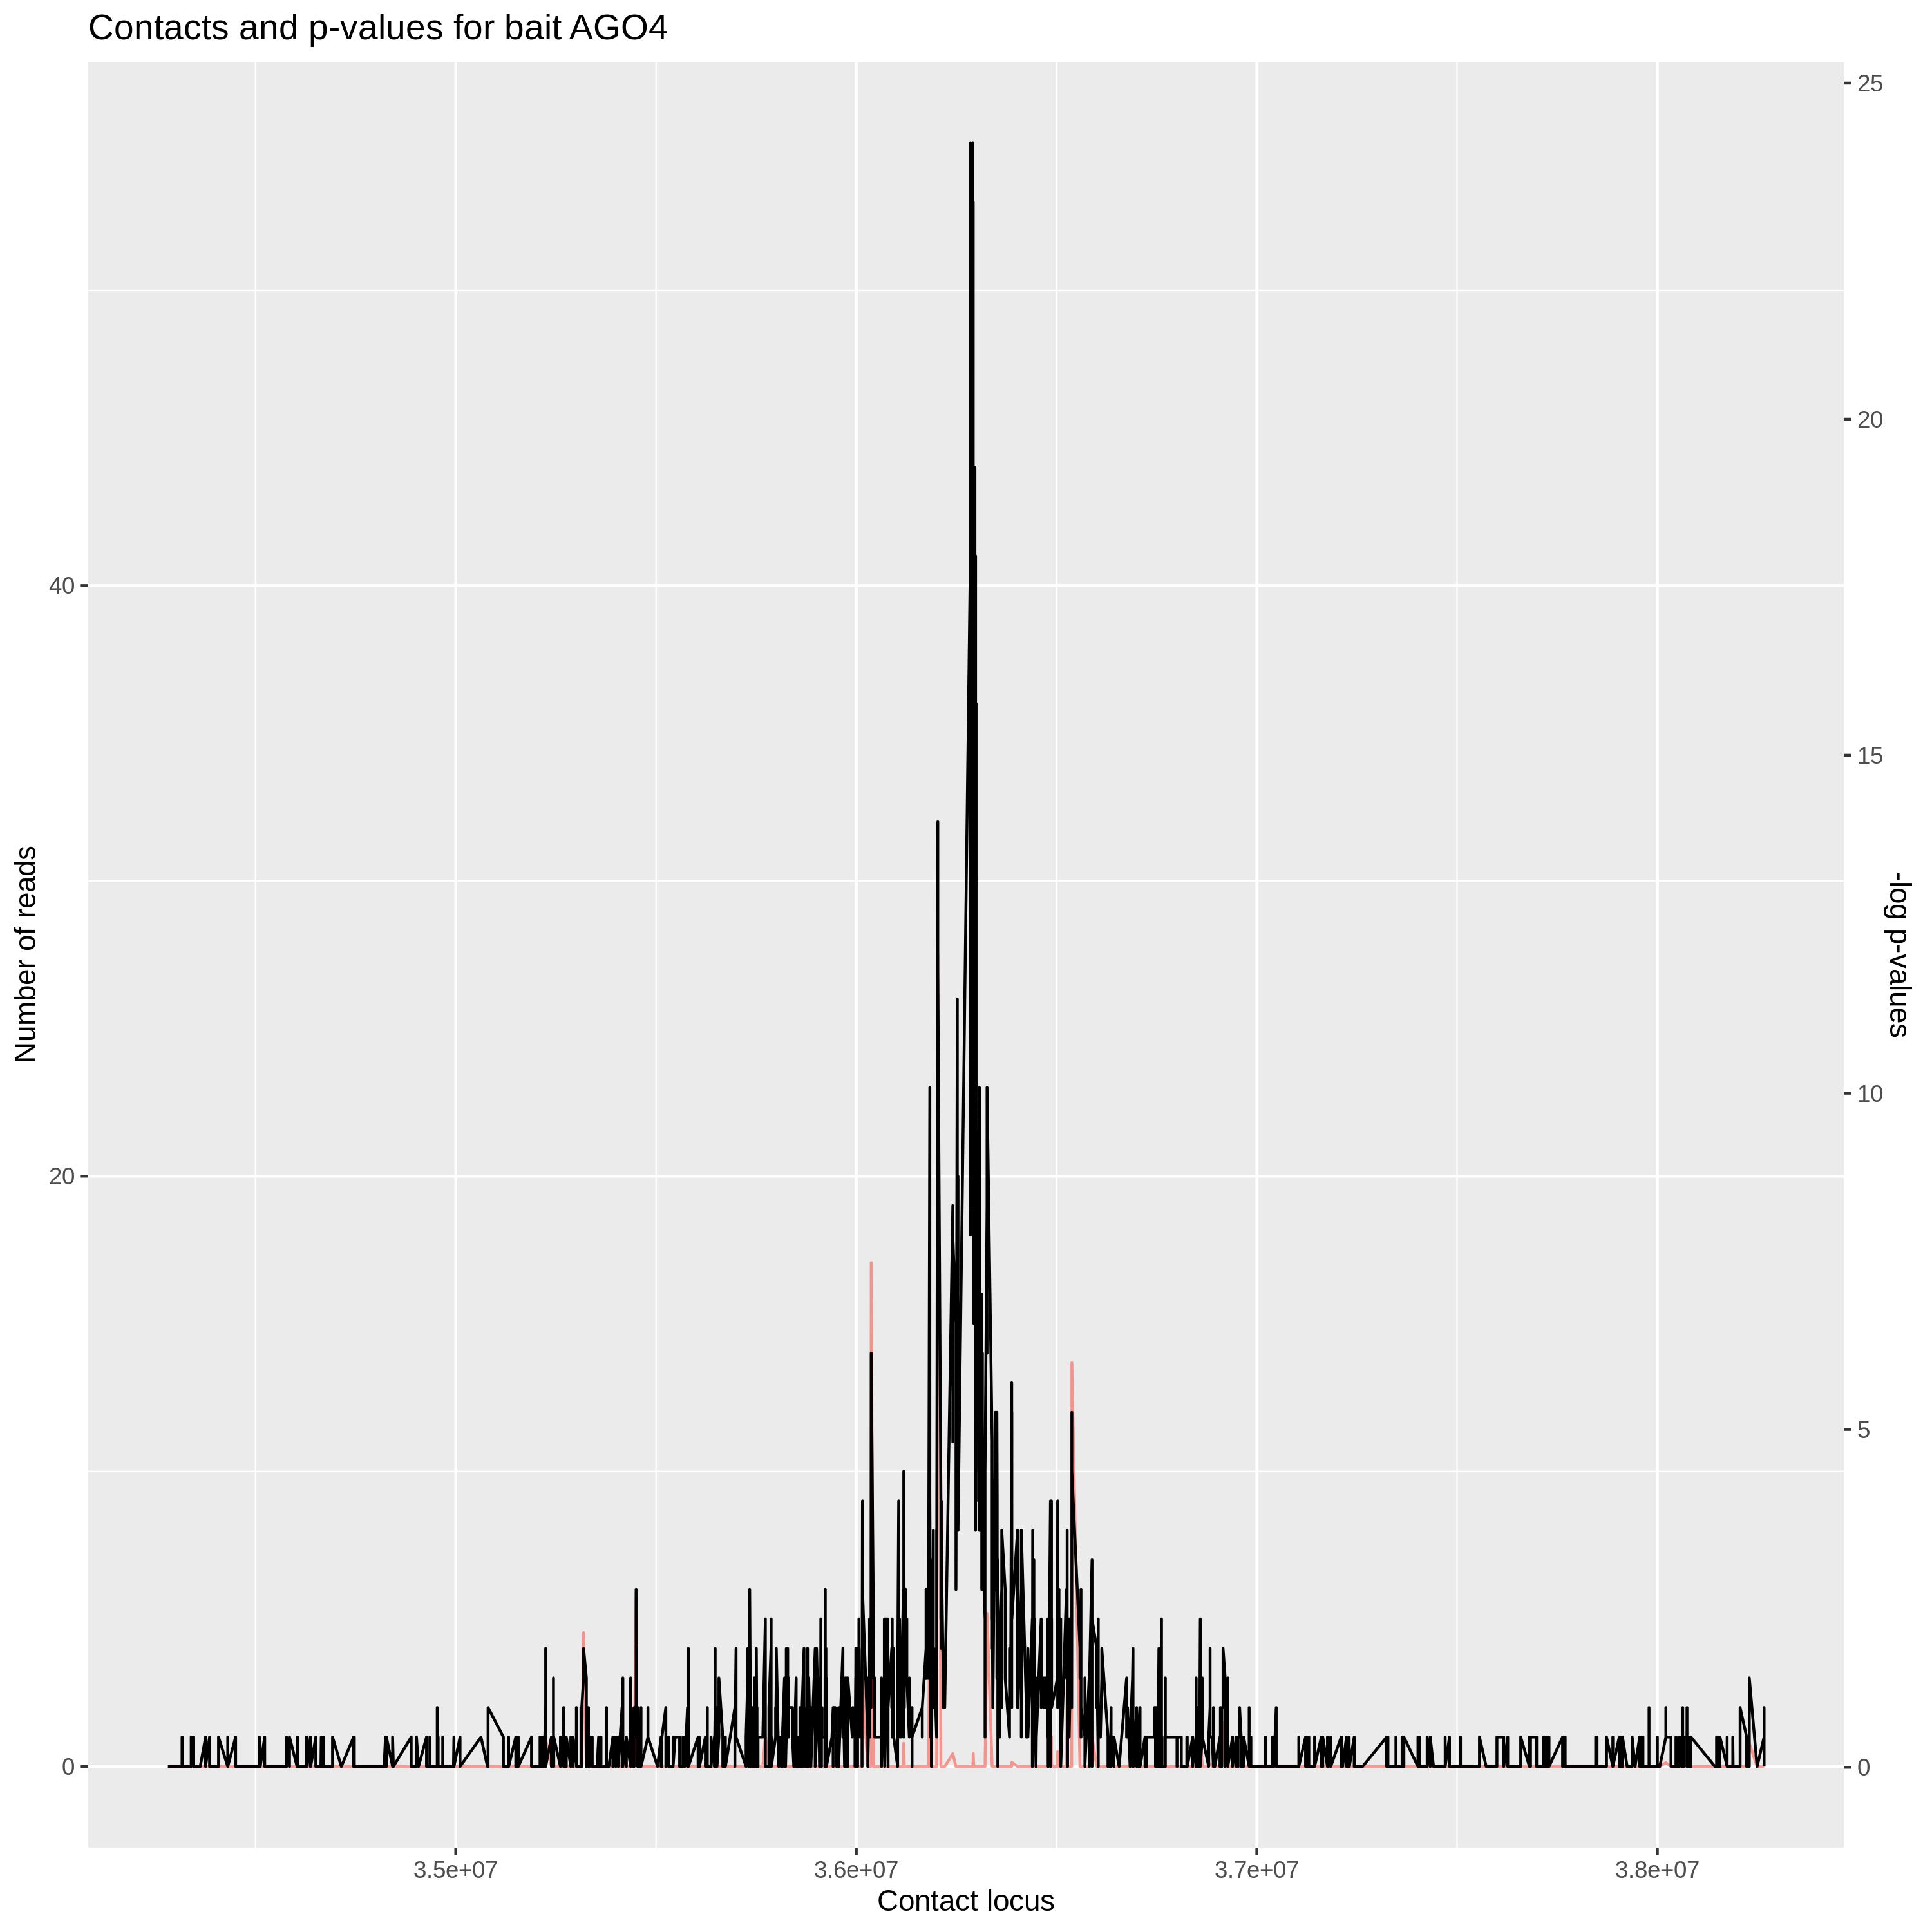 Contacts and p-values for bait AGO4
Number of reads
40
20
0
25
20
15
10
5
0
-log p-values
3.5e+07
3.6e+07
3.7e+07
3.8e+07
Contact locus